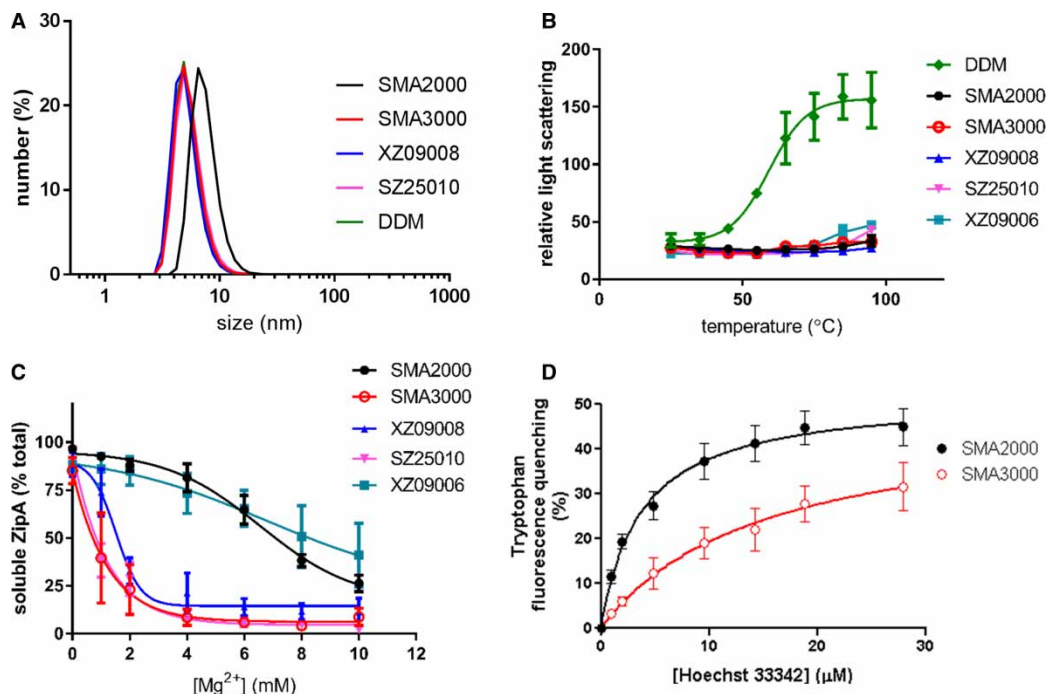 A
number (%)
30
20
10
0
1
10
100
1000
size (nm)
SMA2000
SMA3000
XZ09008
SZ25010
DDM
B
relative light scattering
200
150
100
50
0
0
50
100
temperature (°C)
DDM
SMA2000
SMA3000
XZ09008
SZ25010
XZ09006
C
soluble ZipA (% total)
100
75
50
25
0
0
2
4
6
8
10
12
[Mg²⁺] (mM)
SMA2000
SMA3000
XZ09008
SZ25010
XZ09006
D
Tryptophan
fluorescence quenching
(%)
50
40
30
20
10
0
0
10
20
30
[Hoechst 33342] (μM)
SMA2000
SMA3000